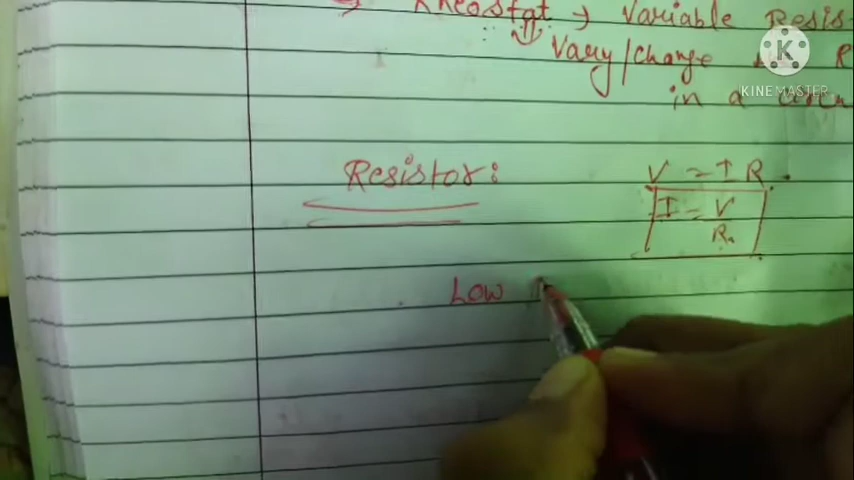 Rheostat → Variable Resis-
Vary/change
in a
K
KINEMASTER
Resistor:
V = I R.
I = V
R
Low